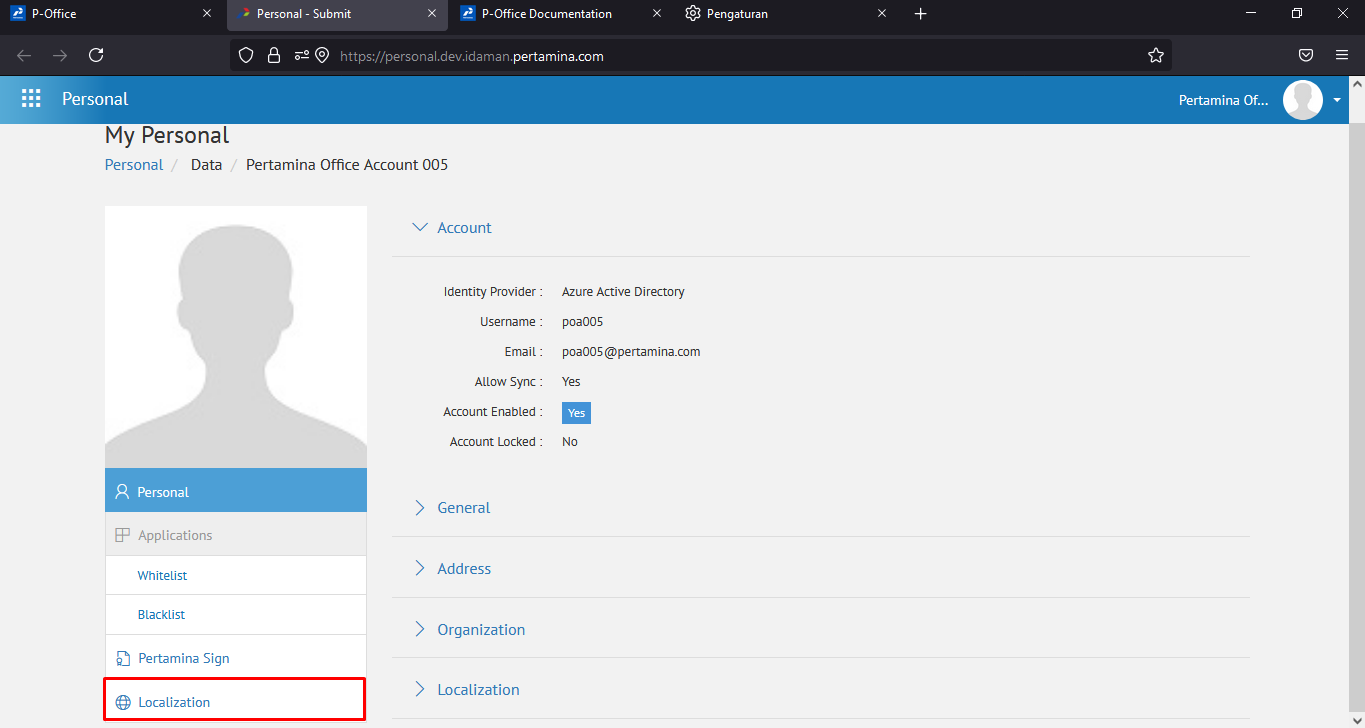 P-Office
Personal - Submit
P-Office Documentation
Pengaturan
https://personal.dev.idaman.pertamina.com
Personal
Pertamina Of...
My Personal
Personal / Data / Pertamina Office Account 005
Account
Identity Provider : Azure Active Directory
Username : poa005
Email : poa005@pertamina.com
Allow Sync : Yes
Account Enabled : Yes
Account Locked : No
General
Address
Organization
Localization
Personal
Applications
Whitelist
Blacklist
Pertamina Sign
Localization